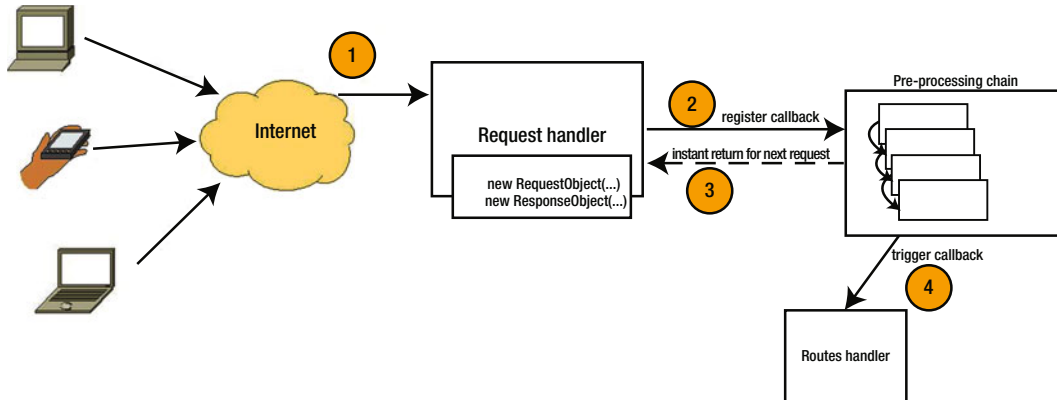 1
Internet
Request handler
new RequestObject(...)
new ResponseObject(...)
2
register callback
instant return for next request
3
Pre-processing chain
trigger callback
4
Routes handler